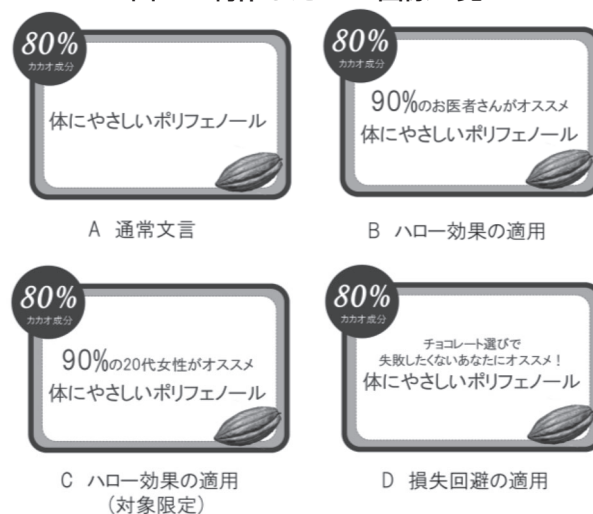 80%
カカオ成分
体にやさしいポリフェノール
A 通常文言
80%
カカオ成分
90%のお医者さんがオススメ
体にやさしいポリフェノール
B ハロー効果の適用
80%
カカオ成分
90%の20代女性がオススメ
体にやさしいポリフェノール
C ハロー効果の適用
(対象限定)
80%
カカオ成分
チョコレート選びで
失敗したくないあなたにオススメ!
体にやさしいポリフェノール
D 損失回避の適用